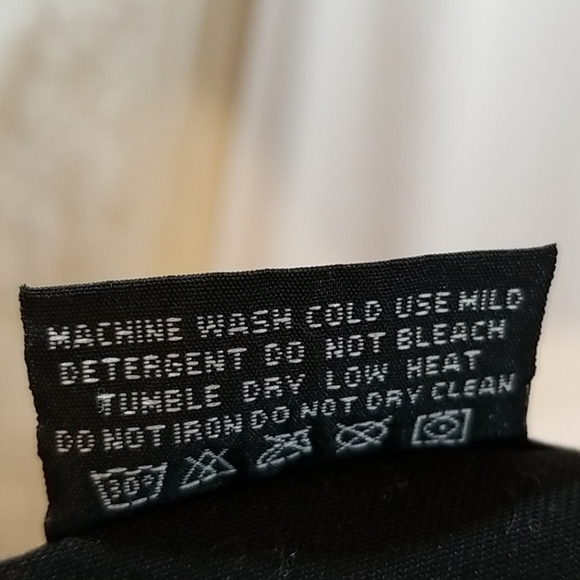 MACHINE WASH COLD USE MILD
DETERGENT DO NOT BLEACH
TUMBLE DRY LOW HEAT
DO NOT IRON DO NOT DRY CLEAN
30°